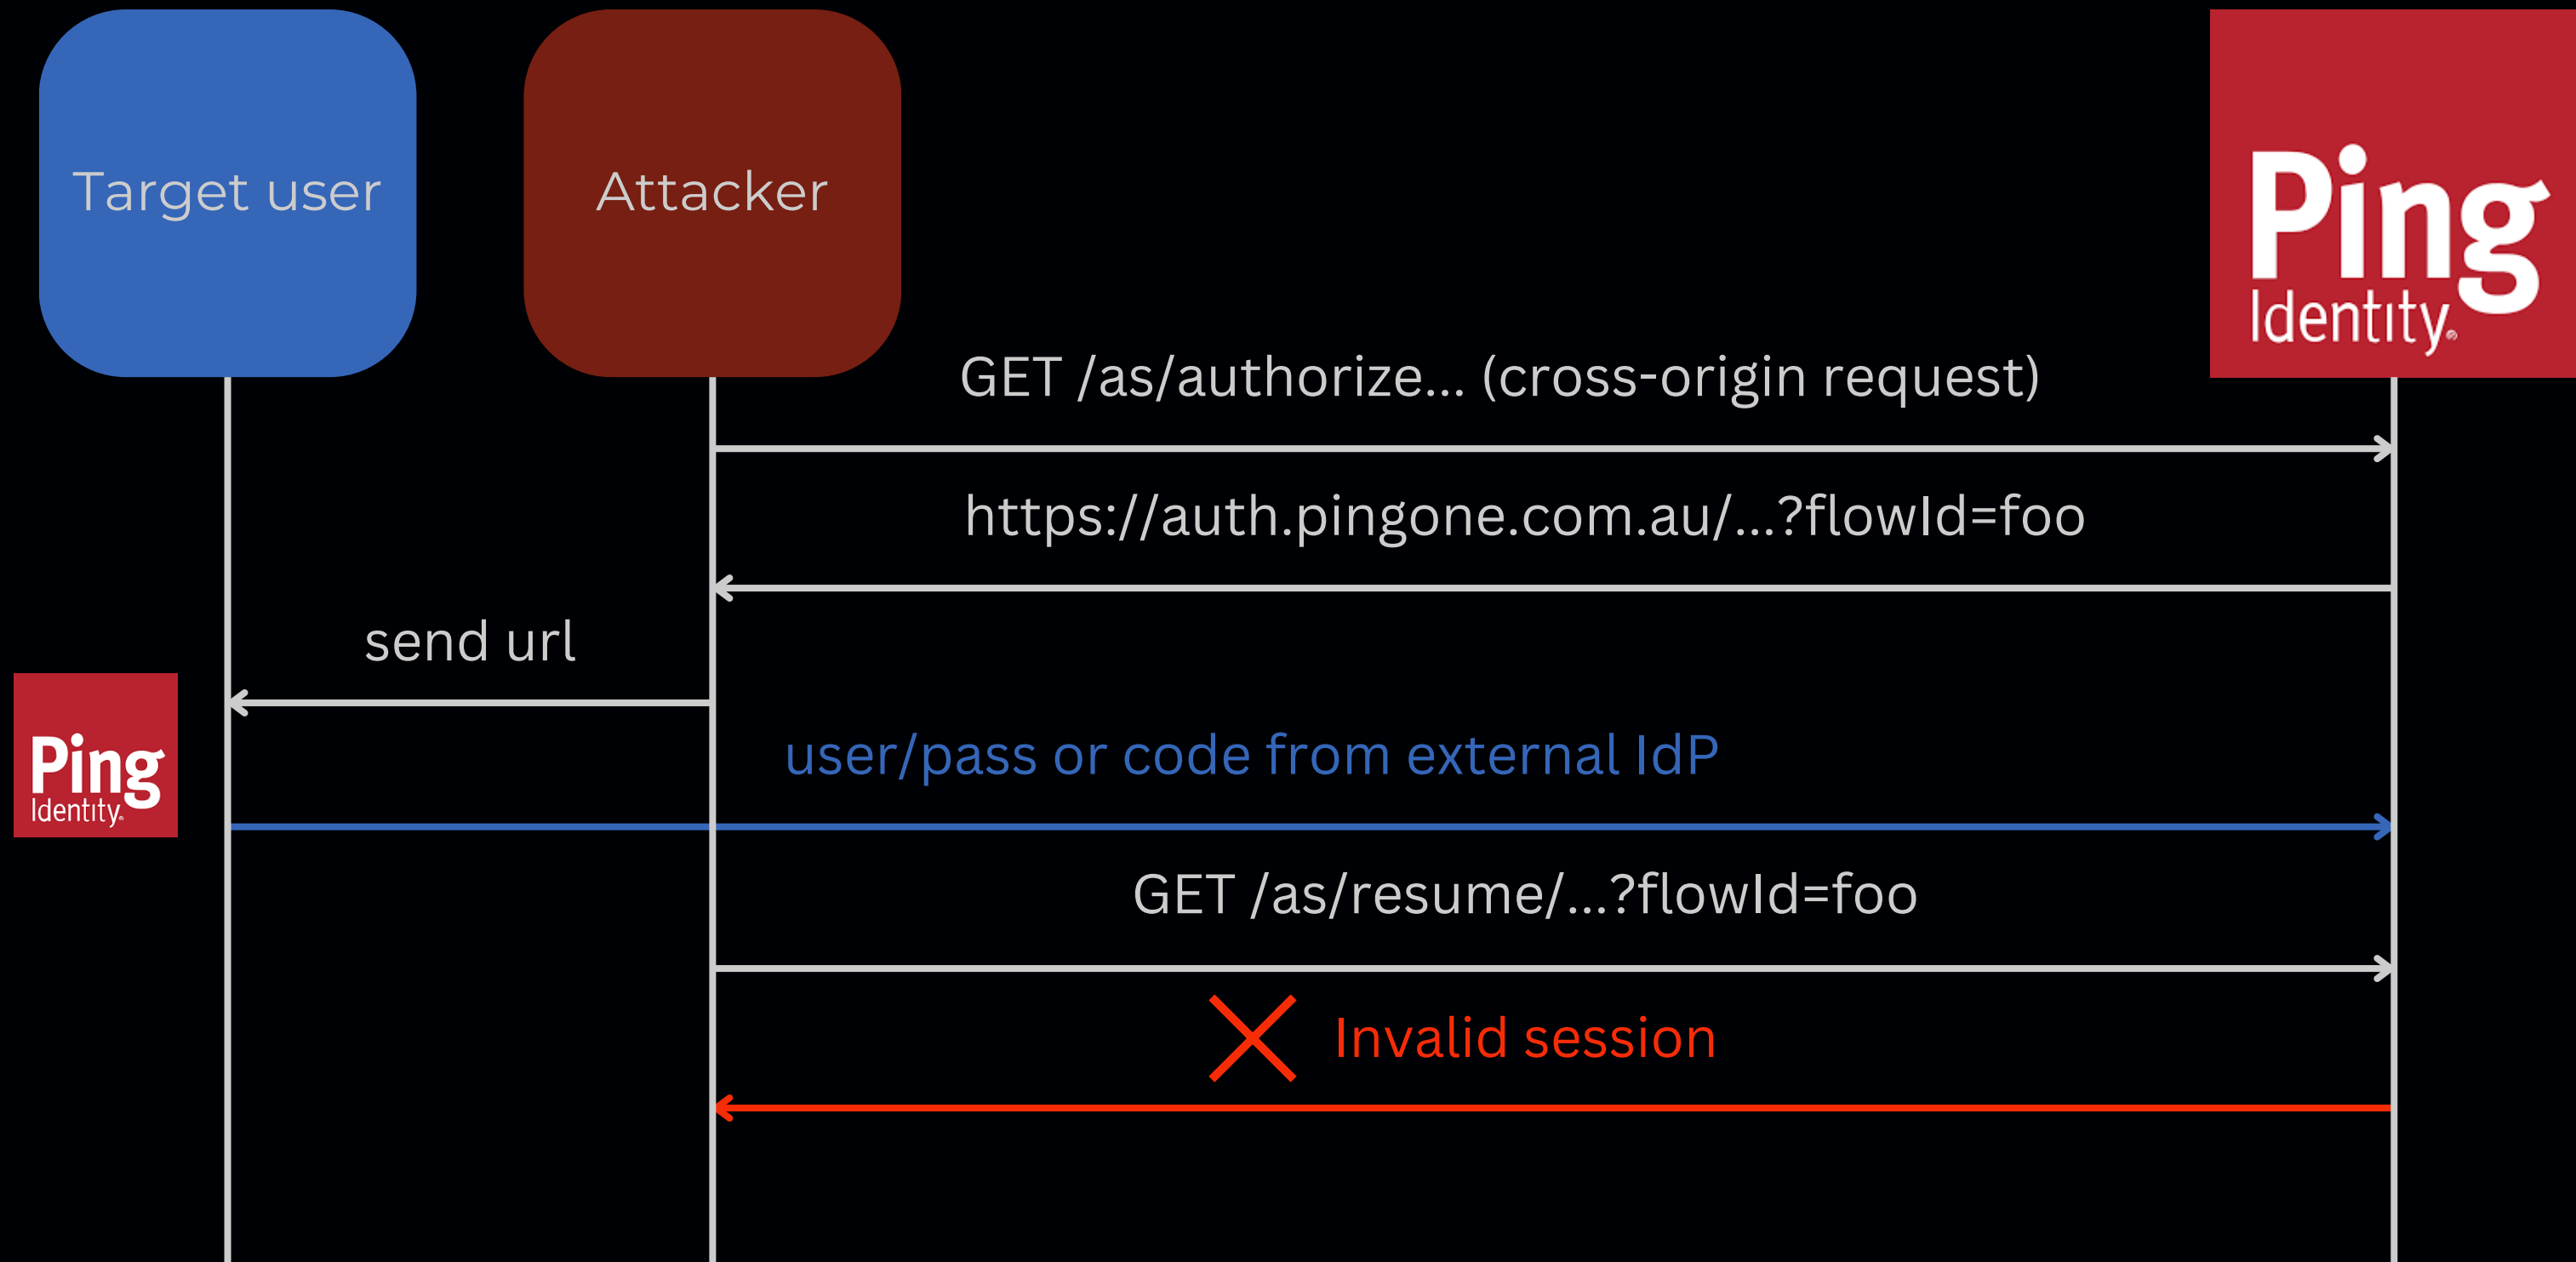 Target user
Attacker
Ping
Identity®
GET /as/authorize... (cross-origin request)
https://auth.pingone.com.au/...?flowId=foo
send url
Ping
Identity®
user/pass or code from external IdP
GET /as/resume/...?flowId=foo
Invalid session